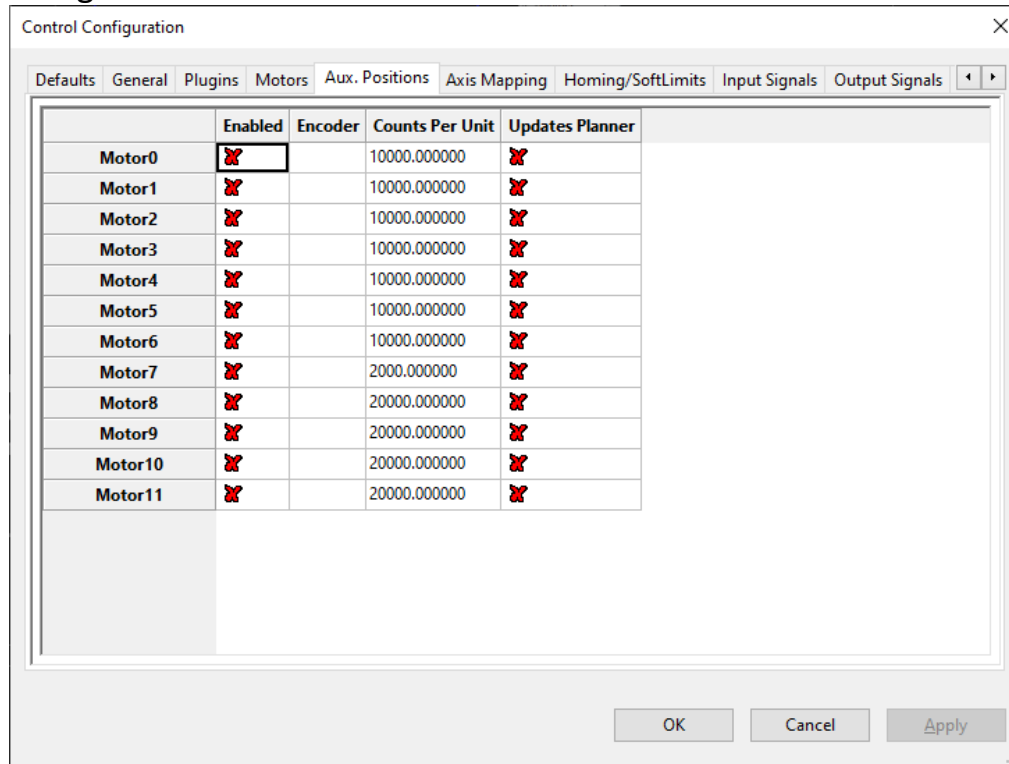 Control Configuration
Defaults General Plugins Motors Aux. Positions Axis Mapping Homing/SoftLimits Input Signals Output Signals
Enabled Encoder Counts Per Unit Updates Planner
Motor0 10000.000000
Motor1 10000.000000
Motor2 10000.000000
Motor3 10000.000000
Motor4 10000.000000
Motor5 10000.000000
Motor6 10000.000000
Motor7 2000.000000
Motor8 20000.000000
Motor9 20000.000000
Motor10 20000.000000
Motor11 20000.000000
OK Cancel Apply